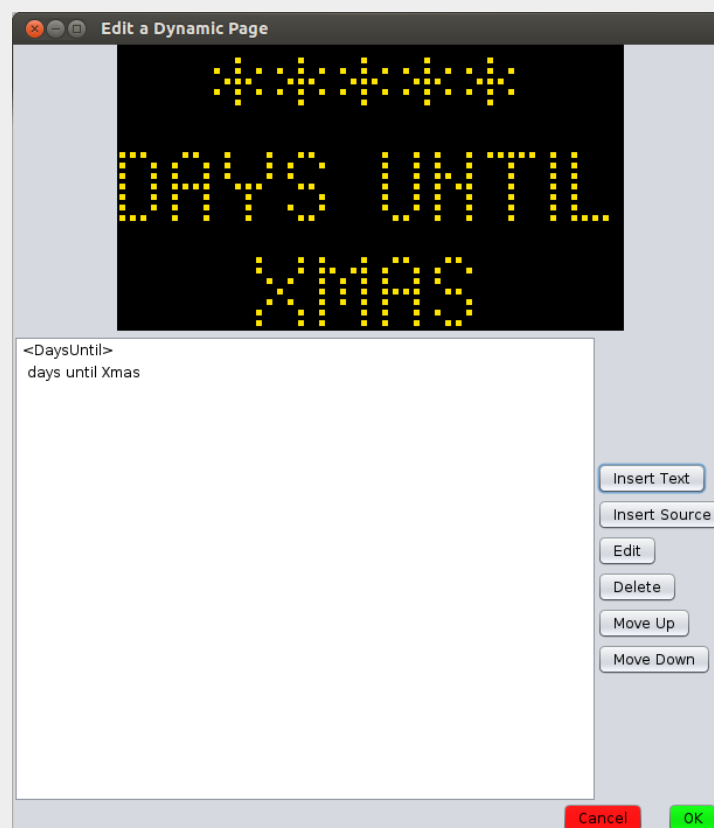 Edit a Dynamic Page
*****
DAYS UNTIL
XMAS
<DaysUntil>
days until Xmas
Insert Text
Insert Source
Edit
Delete
Move Up
Move Down
Cancel
OK